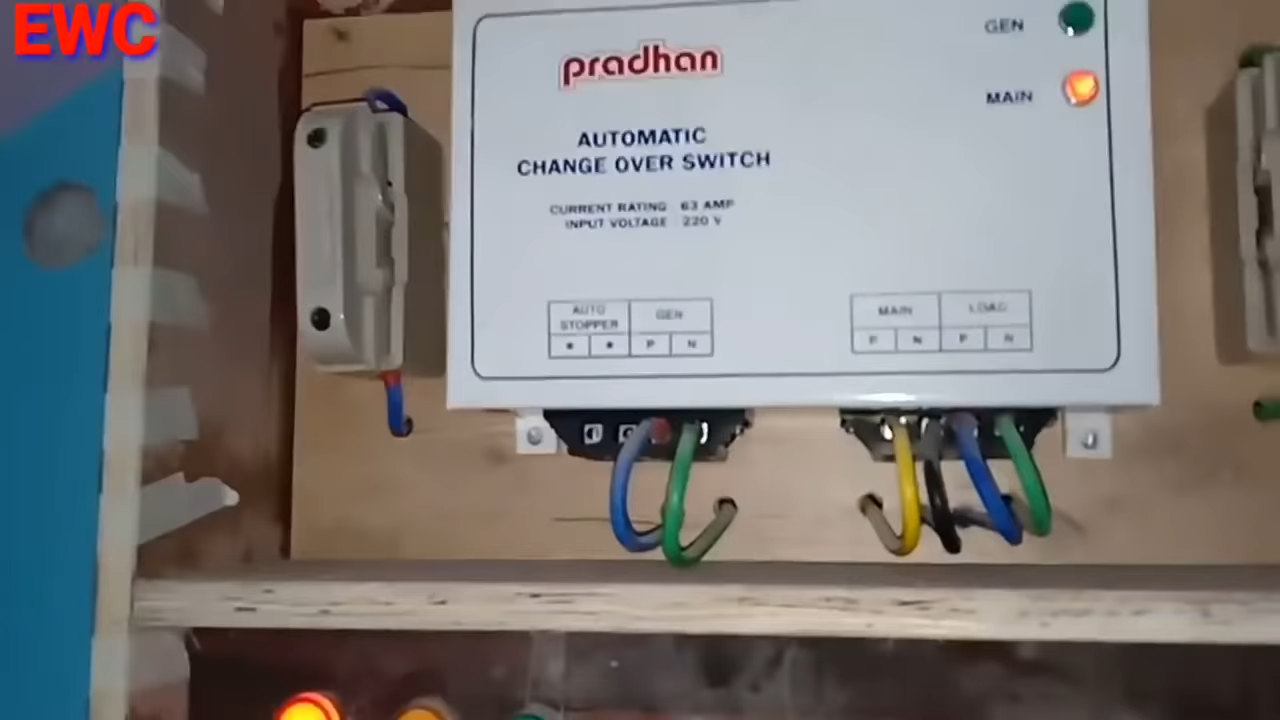 EWC
pradhan
AUTOMATIC
CHANGE OVER SWITCH
CURRENT RATING : 63 AMP
INPUT VOLTAGE : 220 V
GEN
MAIN
AUTO
STOPPER
GEN
P N
MAIN LOAD
P N P N